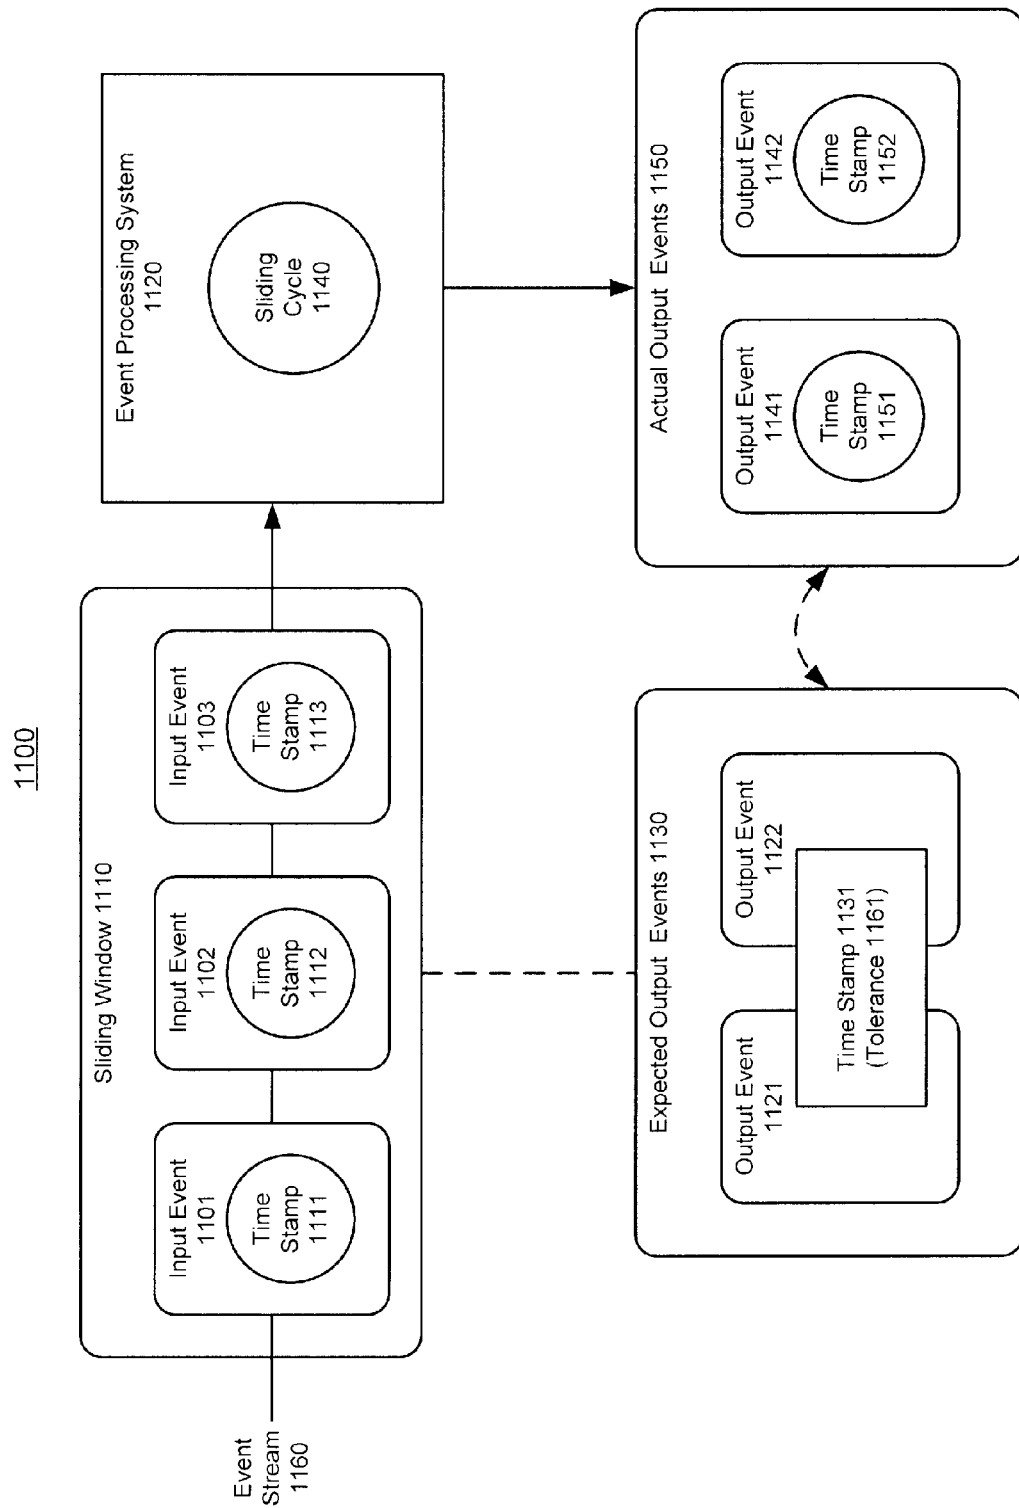 1100
Event
Stream
1160
Sliding Window 1110
Input Event
1101
Time
Stamp
1111
Input Event
1102
Time
Stamp
1112
Input Event
1103
Time
Stamp
1113
Event Processing System
1120
Sliding
Cycle
1140
Expected Output Events 1130
Output Event
1121
Output Event
1122
Time Stamp 1131
(Tolerance 1161)
Actual Output Events 1150
Output Event
1141
Time
Stamp
1151
Output Event
1142
Time
Stamp
1152